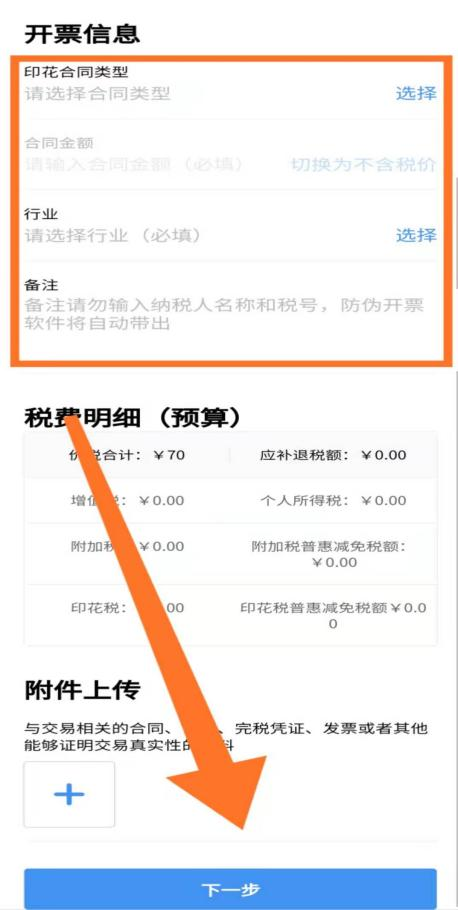 开票信息
印花合同类型
请选择合同类型 选择
合同金额
请输入合同金额（必填） 切换为不含税价
行业
请选择行业（必填） 选择
备注
备注请勿输入纳税人名称和税号，防伪开票
软件将自动带出
税费明细（预算）
价税合计：￥70 应补退税额：￥0.00
增值税：￥0.00 个人所得税：￥0.00
附加税 ￥0.00 附加税普惠减免税额：
￥0.00
印花税： 00 印花税普惠减免税额￥0.0
0
附件上传
与交易相关的合同、 、完税凭证、发票或者其他
能够证明交易真实性的 料
下一步